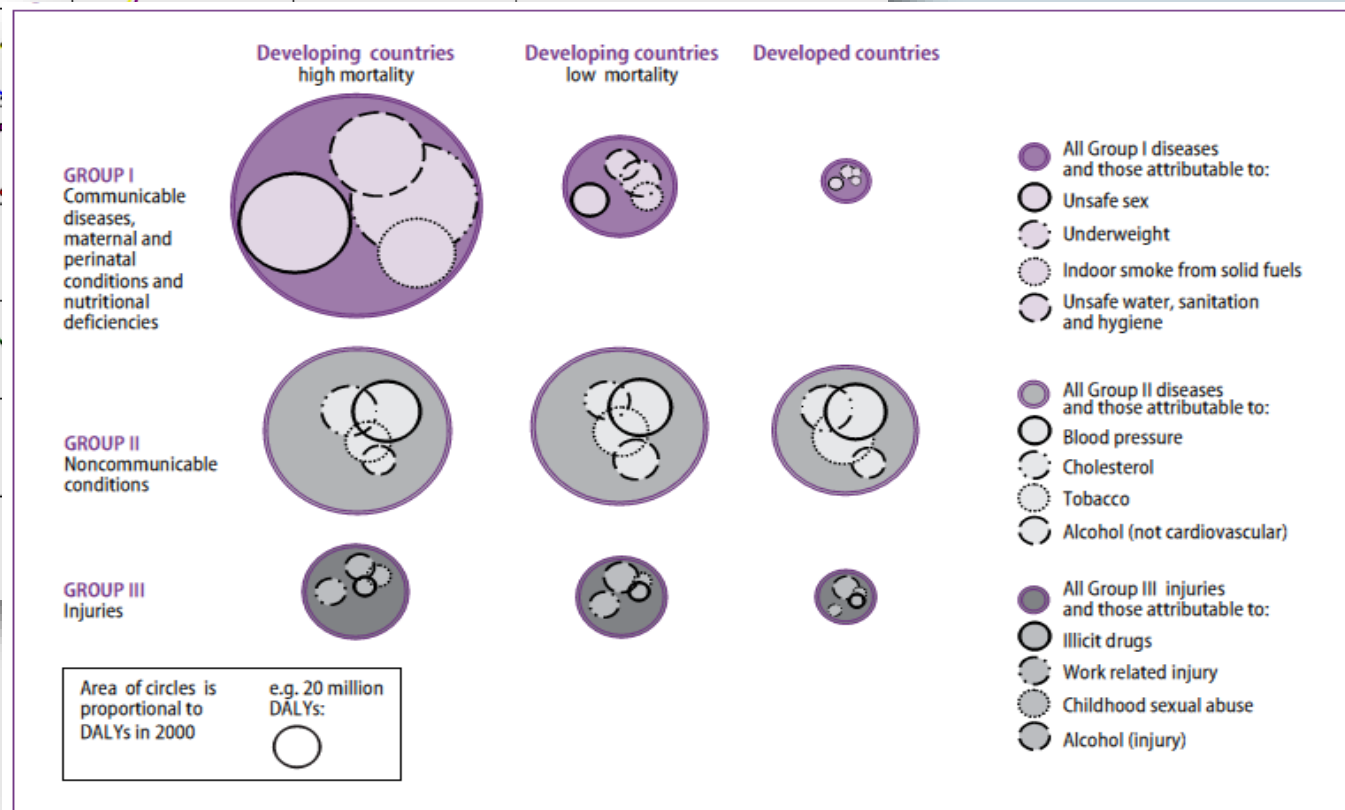 Developing countries
high mortality
Developing countries
low mortality
Developed countries
GROUP I
Communicable
diseases,
maternal and
perinatal
conditions and
nutritional
deficiencies
All Group I diseases
and those attributable to:
Unsafe sex
Underweight
Indoor smoke from solid fuels
Unsafe water, sanitation
and hygiene
GROUP II
Noncommunicable
conditions
All Group II diseases
and those attributable to:
Blood pressure
Cholesterol
Tobacco
Alcohol (not cardiovascular)
GROUP III
Injuries
All Group III injuries
and those attributable to:
Illicit drugs
Work related injury
Childhood sexual abuse
Alcohol (injury)
Area of circles is
proportional to
DALYs in 2000
e.g. 20 million
DALYs: